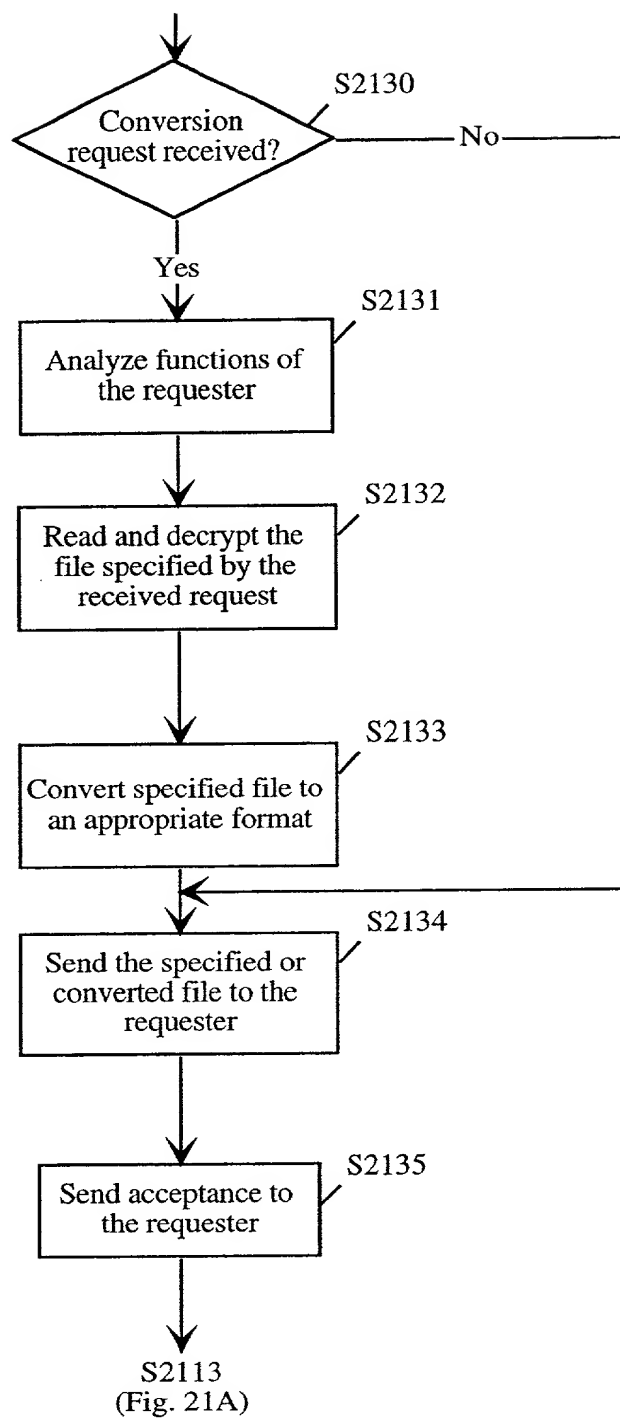 S2130
Conversion
request received?
No
Yes
S2131
Analyze functions of
the requester
S2132
Read and decrypt the
file specified by the
received request
S2133
Convert specified file to
an appropriate format
S2134
Send the specified or
converted file to the
requester
S2135
Send acceptance to
the requester
S2113
(Fig. 21A)